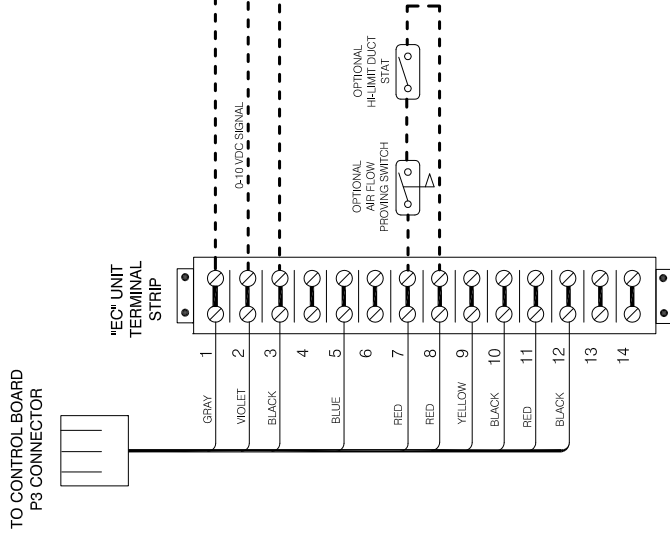 OPTIONAL
HI-LIMIT DUCT
STAT
0-10 VDC SIGNAL
OPTIONAL
AIR FLOW
PROVING SWITCH
"EC" UNIT
TERMINAL
STRIP
1
2
3
4
5
6
7
8
9
10
11
12
13
14
GRAY
VIOLET
BLACK
BLUE
RED
RED
YELLOW
BLACK
RED
BLACK
TO CONTROL BOARD
P3 CONNECTOR